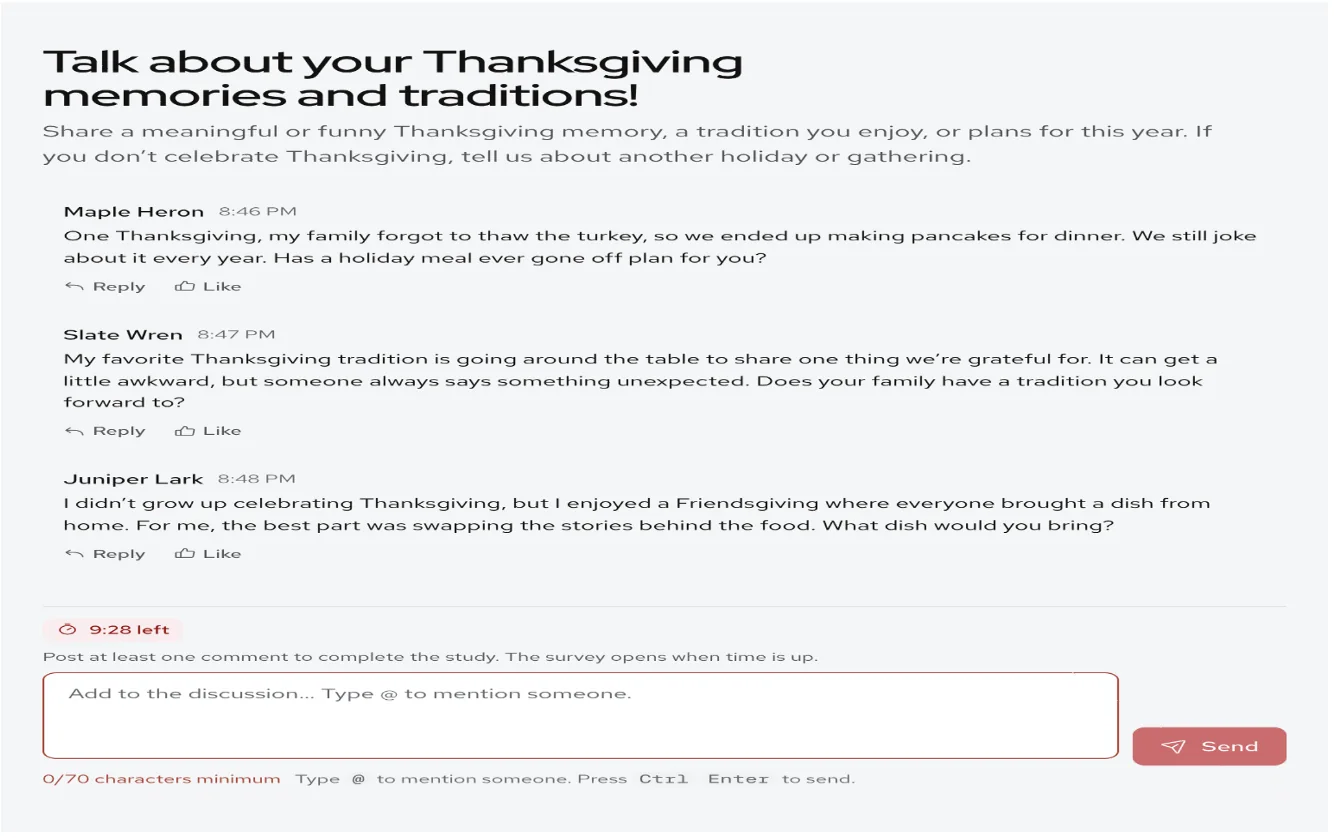 Talk about your Thanksgiving
memories and traditions!
Share a meaningful or funny Thanksgiving memory, a tradition you enjoy, or plans for this year. If
you don’t celebrate Thanksgiving, tell us about another holiday or gathering.
Maple Heron 8:46 PM
One Thanksgiving, my family forgot to thaw the turkey, so we ended up making pancakes for dinner. We still joke
about it every year. Has a holiday meal ever gone off plan for you?
Reply Like
Slate Wren 8:47 PM
My favorite Thanksgiving tradition is going around the table to share one thing we’re grateful for. It can get a
little awkward, but someone always says something unexpected. Does your family have a tradition you look
forward to?
Reply Like
Juniper Lark 8:48 PM
I didn’t grow up celebrating Thanksgiving, but I enjoyed a Friendsgiving where everyone brought a dish from
home. For me, the best part was swapping the stories behind the food. What dish would you bring?
Reply Like
9:28 left
Post at least one comment to complete the study. The survey opens when time is up.
Add to the discussion... Type @ to mention someone.
Send
0/70 characters minimum Type @ to mention someone. Press Ctrl Enter to send.